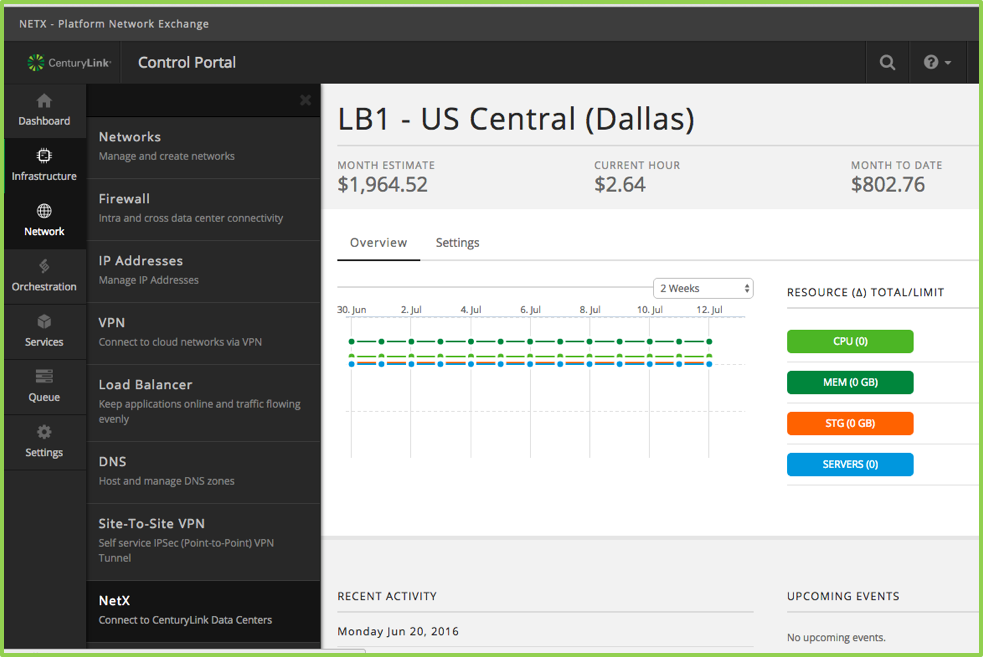 NETX - Platform Network Exchange
CenturyLink
Control Portal
Dashboard
Infrastructure
Network
Orchestration
Services
Queue
Settings
Networks
Manage and create networks
Firewall
Intra and cross data center connectivity
IP Addresses
Manage IP Addresses
VPN
Connect to cloud networks via VPN
Load Balancer
Keep applications online and traffic flowing
evenly
DNS
Host and manage DNS zones
Site-To-Site VPN
Self service IPSec (Point-to-Point) VPN
Tunnel
NetX
Connect to CenturyLink Data Centers
LB1 - US Central (Dallas)
MONTH ESTIMATE
$1,964.52
CURRENT HOUR
$2.64
MONTH TO DATE
$802.76
Overview
Settings
2 Weeks
30. Jun 2. Jul 4. Jul 6. Jul 8. Jul 10. Jul 12. Jul
RESOURCE (Δ) TOTAL/LIMIT
CPU (0)
MEM (0 GB)
STG (0 GB)
SERVERS (0)
RECENT ACTIVITY
Monday Jun 20, 2016
UPCOMING EVENTS
No upcoming events.